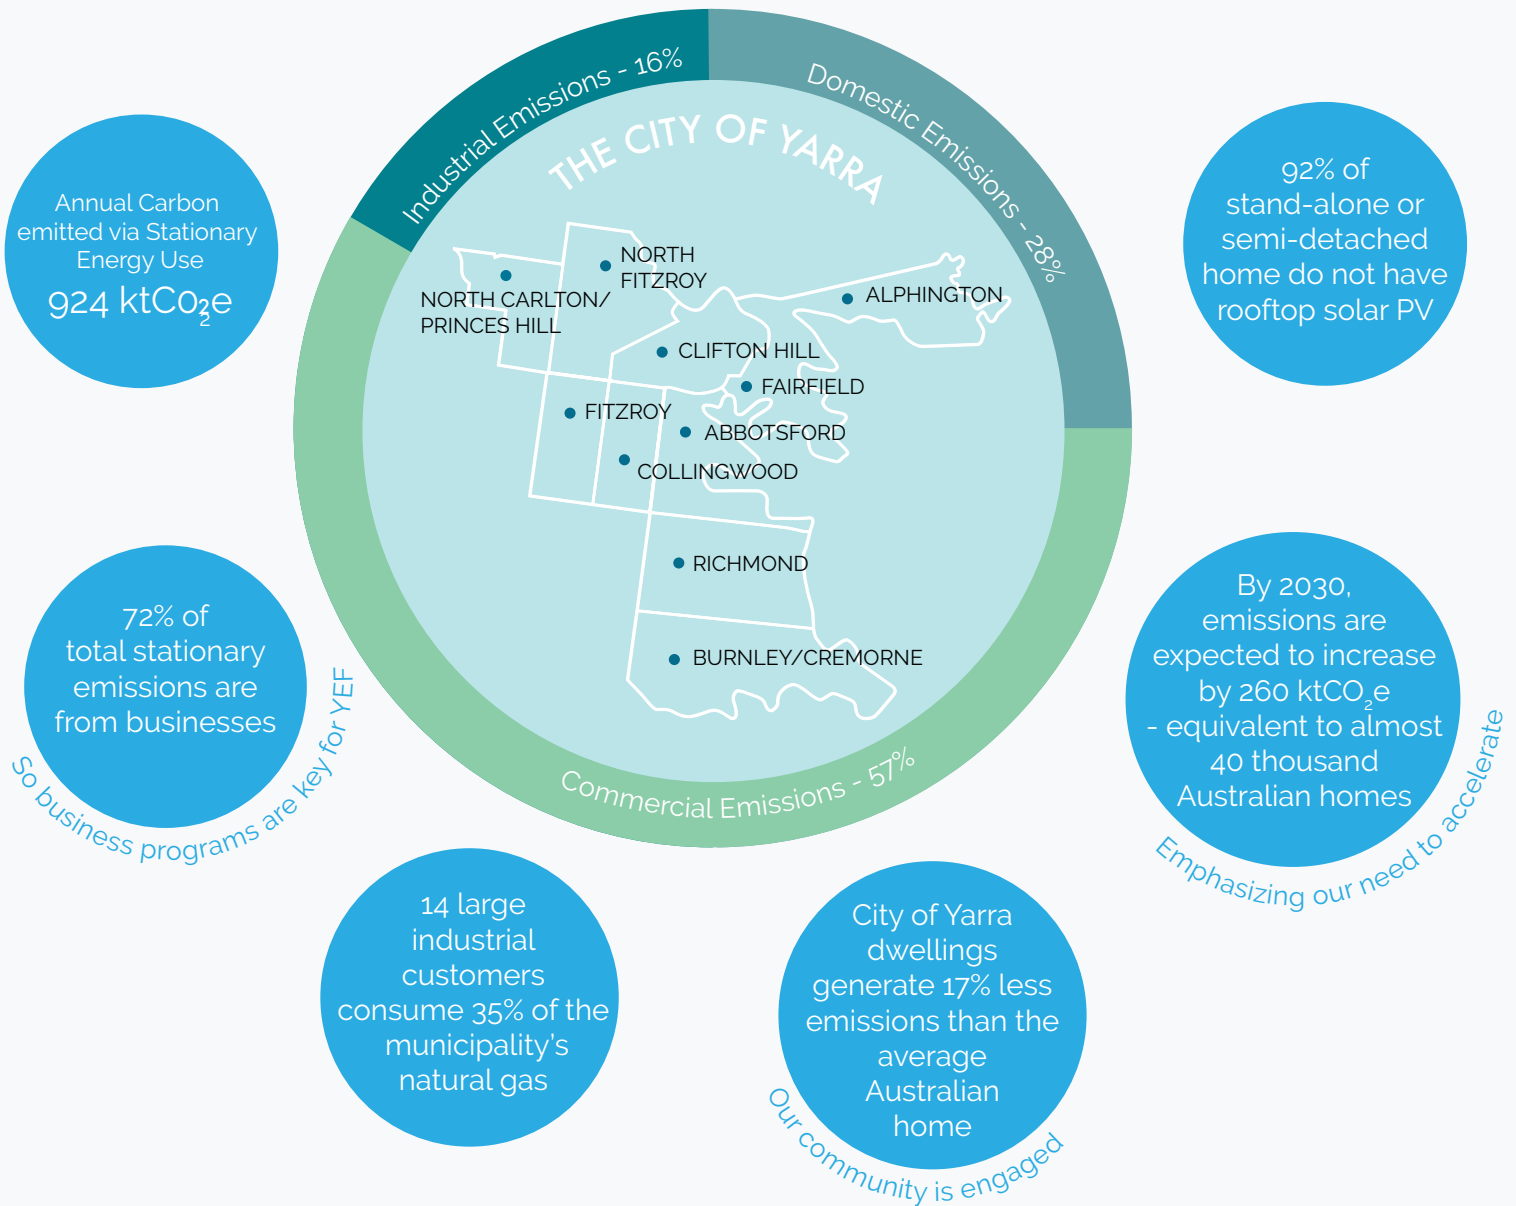 Industrial Emissions - 16%
Domestic Emissions - 28%
THE CITY OF YARRA
Annual Carbon
emitted via Stationary
Energy Use
924 ktC0₂e
92% of
stand-alone or
semi-detached
home do not have
rooftop solar PV
NORTH
FITZROY
NORTH CARLTON/
PRINCES HILL
ALPHINGTON
CLIFTON HILL
FAIRFIELD
FITZROY
ABBOTSFORD
COLLINGWOOD
RICHMOND
BURNLEY/CREMORNE
72% of
total stationary
emissions are
from businesses
So business programs are key for YEF
By 2030,
emissions are
expected to increase
by 260 ktCO₂e
- equivalent to almost
40 thousand
Australian homes
Emphasizing our need to accelerate
Commercial Emissions - 57%
14 large
industrial
customers
consume 35% of the
municipality's
natural gas
City of Yarra
dwellings
generate 17% less
emissions than the
average
Australian
home
Our community is engaged